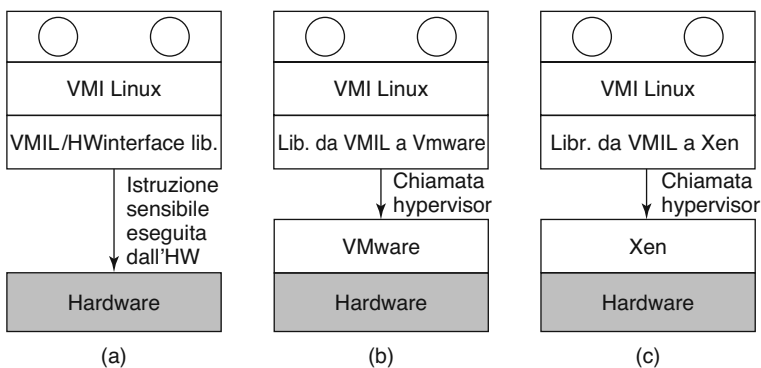 VMI Linux
VMIL/HWinterface lib.
Istruzione
sensibile
eseguita
dall'HW
Hardware
(a)
VMI Linux
Lib. da VMIL a Vmware
Chiamata
hypervisor
VMware
Hardware
(b)
VMI Linux
Libr. da VMIL a Xen
Chiamata
hypervisor
Xen
Hardware
(c)